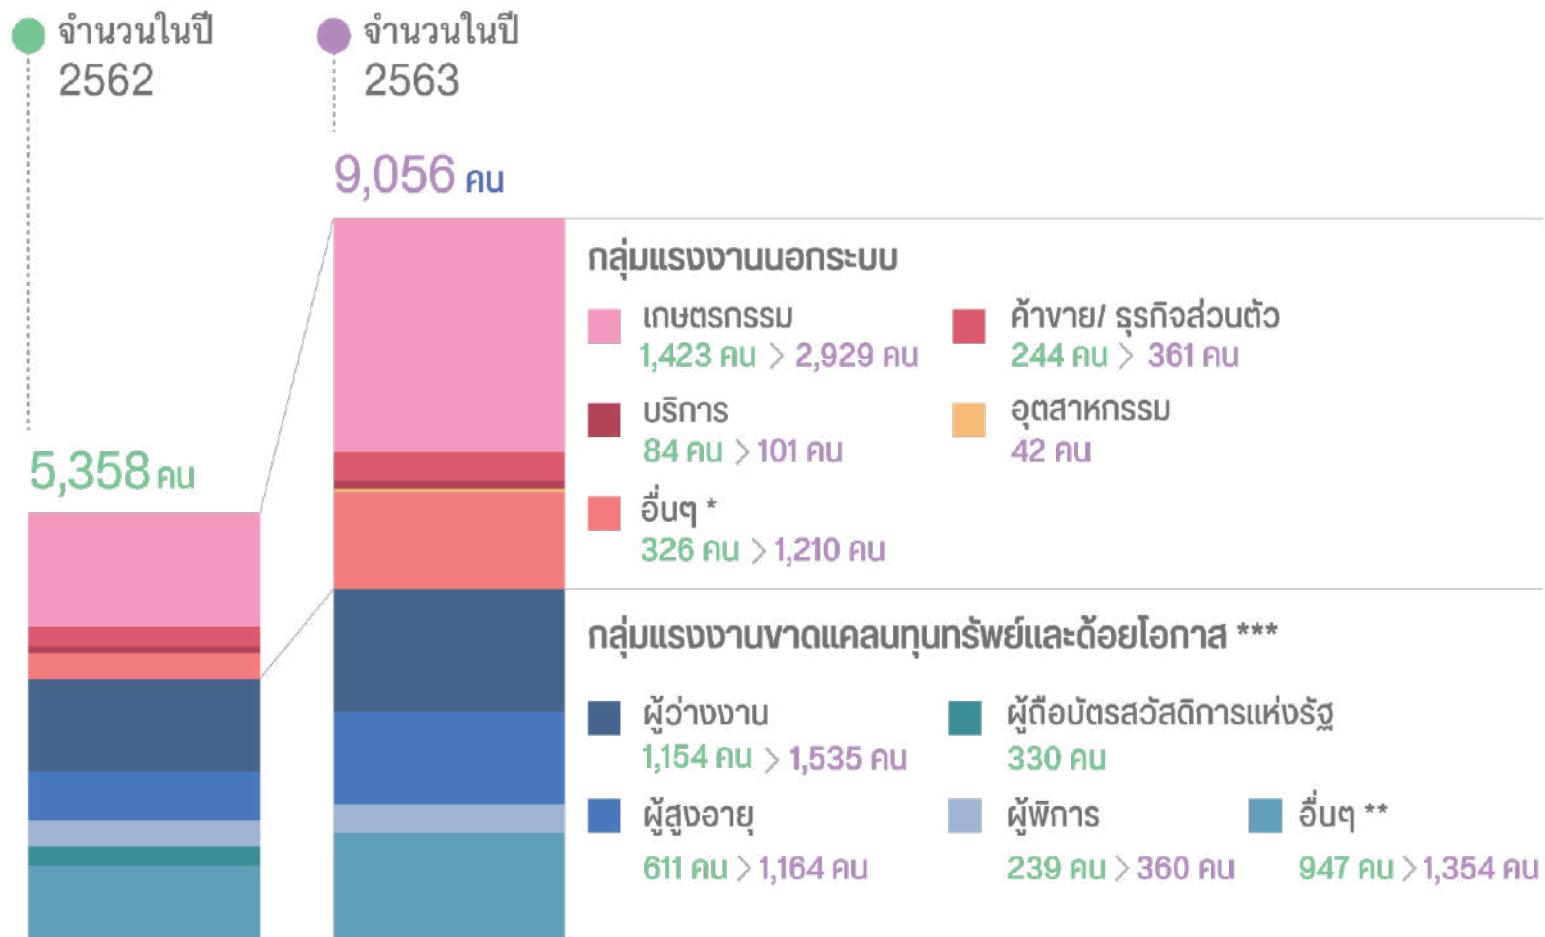 จำนวนในปี
2562
จำนวนในปี
2563
9,056 คน
5,358 คน
กลุ่มแรงงานนอกระบบ
เกษตรกรรม
1,423 คน > 2,929 คน
ค้าขาย/ ธุรกิจส่วนตัว
244 คน > 361 คน
บริการ
84 คน > 101 คน
อุตสาหกรรม
42 คน
อื่นๆ *
326 คน > 1,210 คน
กลุ่มแรงงานขาดแคลนทุนทรัพย์และด้อยโอกาส ***
ผู้ว่างงาน
1,154 คน > 1,535 คน
ผู้ถือบัตรสวัสดิการแห่งรัฐ
330 คน
ผู้สูงอายุ
611 คน > 1,164 คน
ผู้พิการ
239 คน > 360 คน
อื่นๆ **
947 คน > 1,354 คน